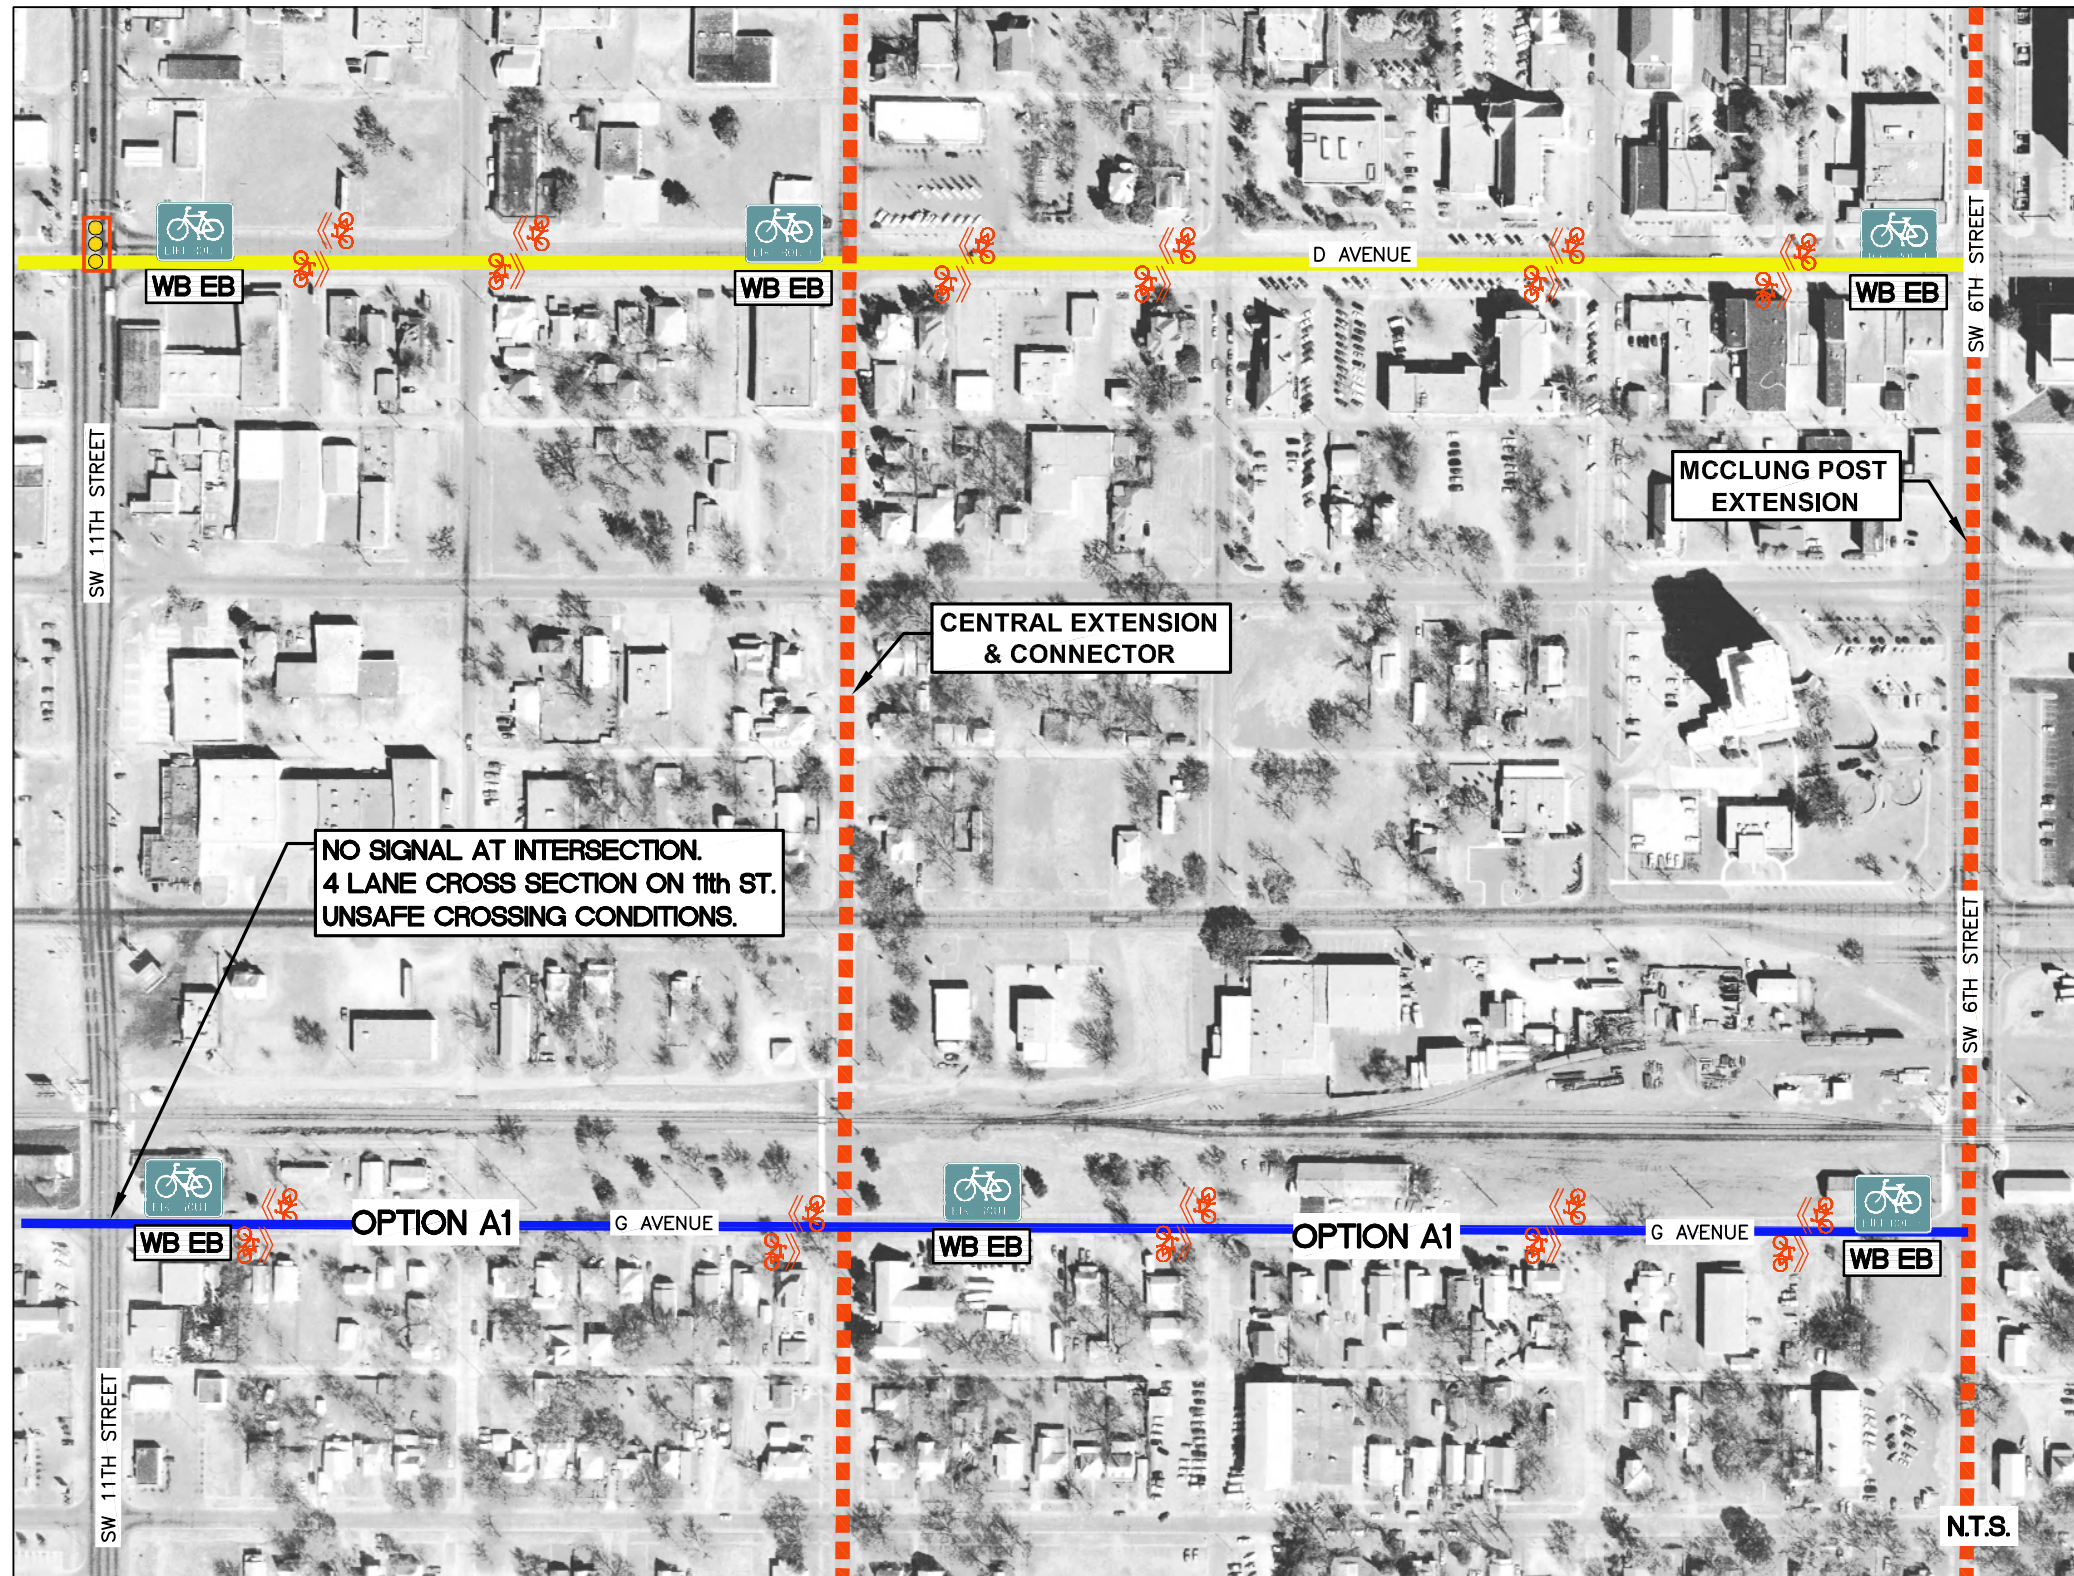 WB EB
WB EB
D AVENUE
WB EB
SW 6TH STREET
SW 11TH STREET
MCCLUNG POST
EXTENSION
CENTRAL EXTENSION
& CONNECTOR
NO SIGNAL AT INTERSECTION.
4 LANE CROSS SECTION ON 11th ST.
UNSAFE CROSSING CONDITIONS.
SW 6TH STREET
WB EB
OPTION A1
G AVENUE
WB EB
OPTION A1
G AVENUE
WB EB
SW 11TH STREET
N.T.S.